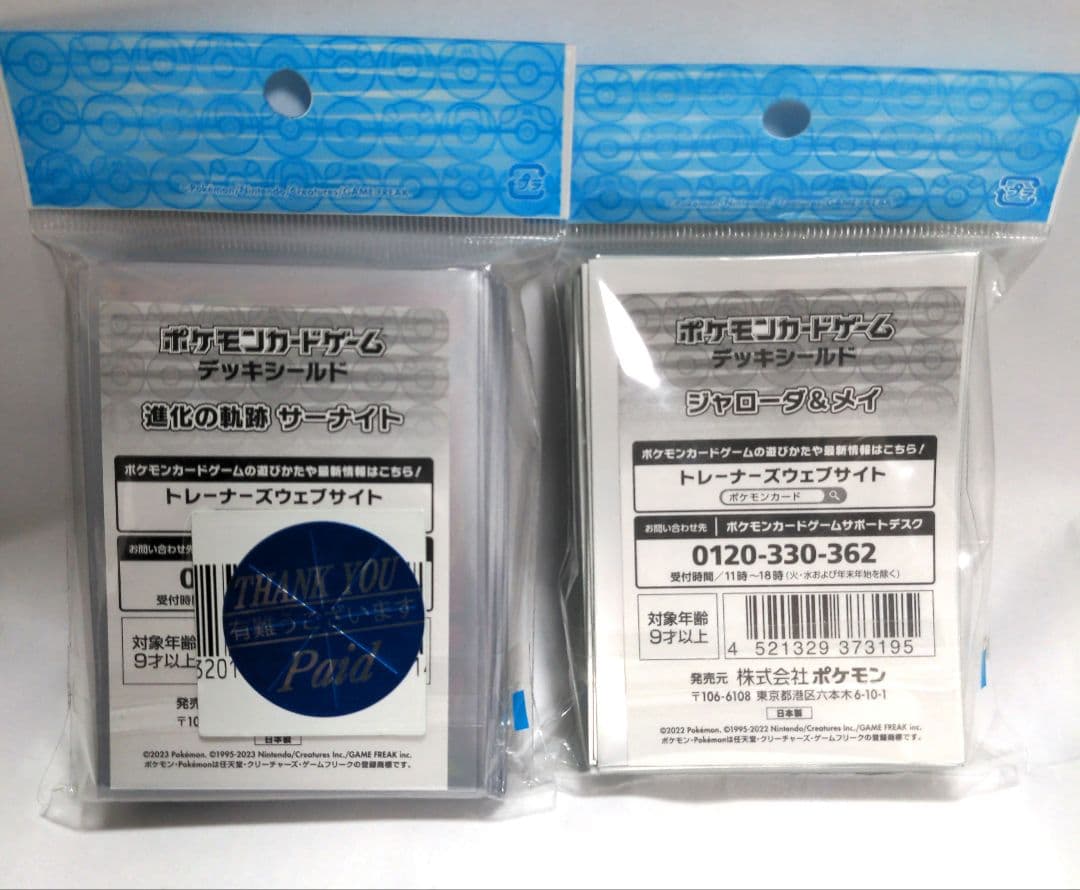 ©Pokémon/Nintendo/Creatures/GAME FREAK
プラ
ポケモンカードゲーム
デッキシールド
進化の軌跡 サーナイト
ポケモンカードゲームの遊びかたや最新情報はこちら!
トレーナーズウェブサイト
お問い合わせ先
0
受付時
THANK YOU
有難うございます
Paid
対象年齢
9才以上
3201
発売
〒10
日本製
©2023 Pokémon. ©1995-2023 Nintendo/Creatures Inc./GAME FREAK inc.
ポケモン・Pokémonは任天堂・クリーチャーズ・ゲームフリークの登録商標です。
©Pokémon/Nintendo/Creatures/GAME FREAK
プラ
ポケモンカードゲーム
デッキシールド
ジャローダ&メイ
ポケモンカードゲームの遊びかたや最新情報はこちら!
トレーナーズウェブサイト
ポケモンカード
お問い合わせ先 ポケモンカードゲームサポートデスク
0120-330-362
受付時間/11時~18時(火・水および年末年始を除く)
対象年齢
9才以上
4 521329 373195
発売元 株式会社ポケモン
〒106-6108 東京都港区六本木6-10-1
日本製
©2022 Pokémon. ©1995-2022 Nintendo/Creatures Inc./GAME FREAK inc.
ポケモン・Pokémonは任天堂・クリーチャーズ・ゲームフリークの登録商標です。